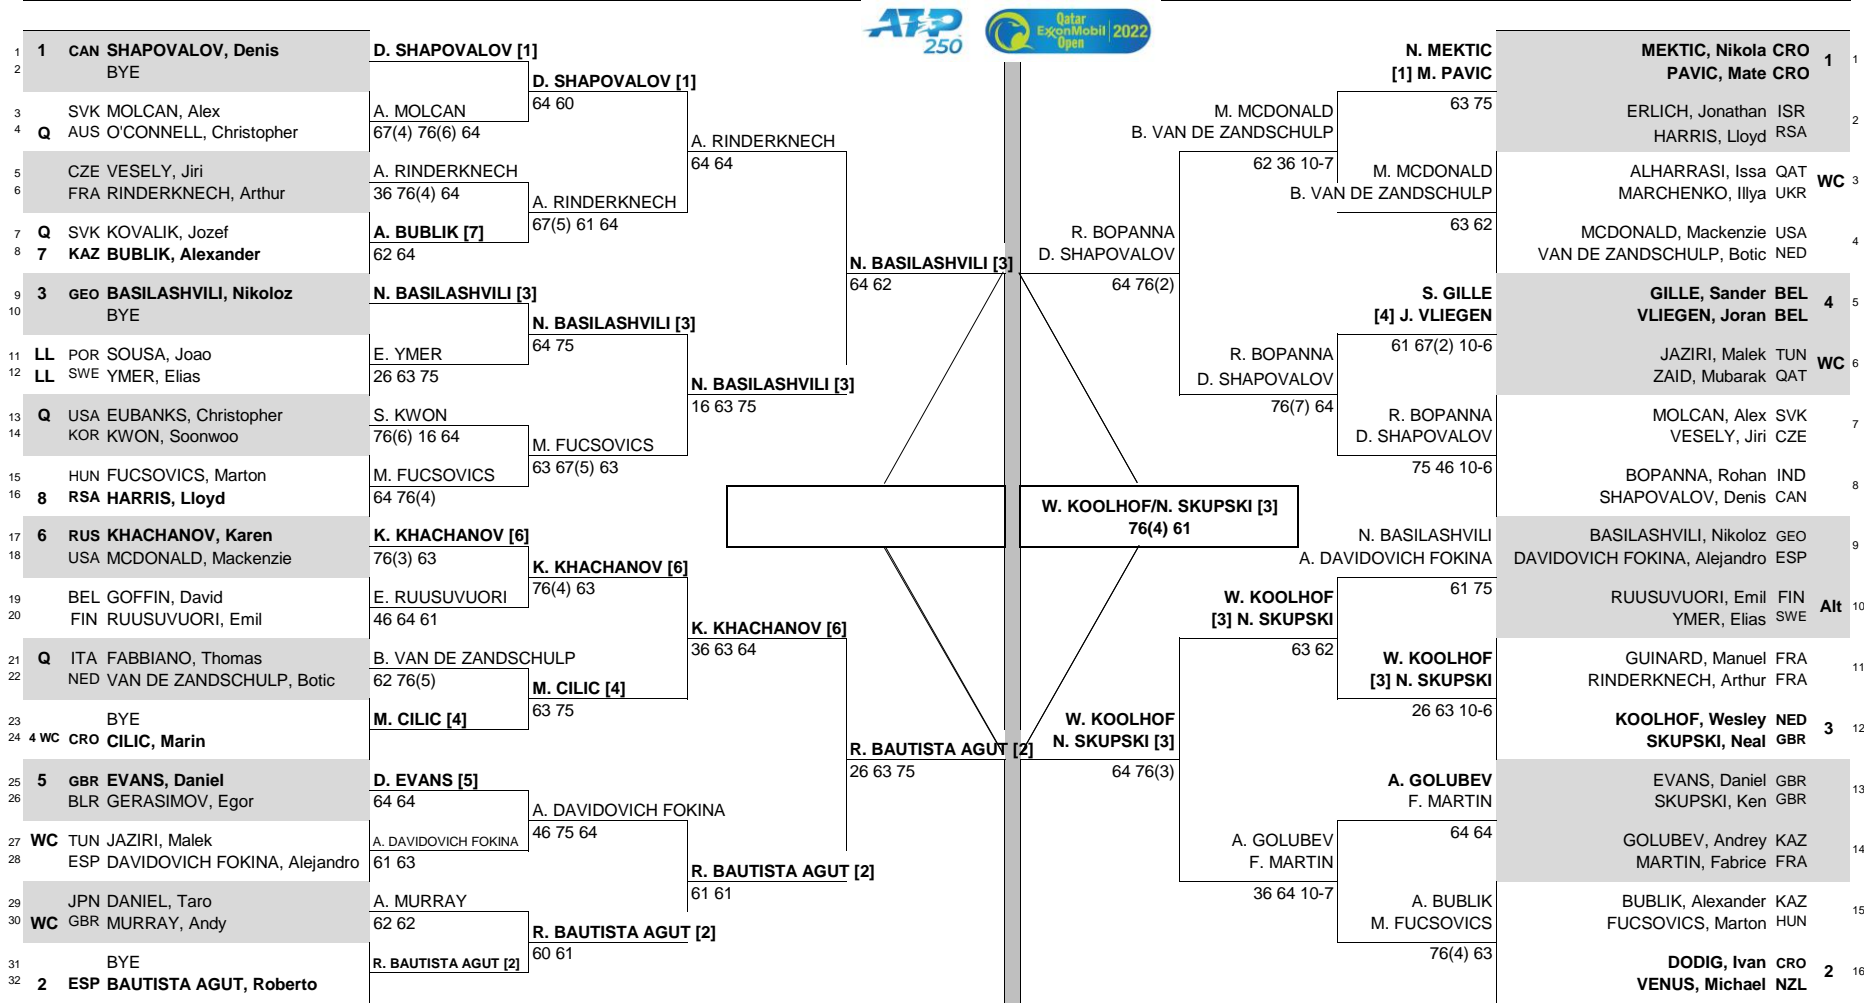 ATP
250
Qatar
ExxonMobil
Open
2022
1 1 CAN SHAPOVALOV, Denis
2 BYE
3 SVK MOLCAN, Alex
4 Q AUS O'CONNELL, Christopher
5 CZE VESELY, Jiri
6 FRA RINDERKNECH, Arthur
7 Q SVK KOVALIK, Jozef
8 7 KAZ BUBLIK, Alexander
9 3 GEO BASILASHVILI, Nikoloz
10 BYE
11 LL POR SOUSA, Joao
12 LL SWE YMER, Elias
13 Q USA EUBANKS, Christopher
14 KOR KWON, Soonwoo
15 HUN FUCSOVICS, Marton
16 8 RSA HARRIS, Lloyd
17 6 RUS KHACHANOV, Karen
18 USA MCDONALD, Mackenzie
19 BEL GOFFIN, David
20 FIN RUUSUVUORI, Emil
21 Q ITA FABBIANO, Thomas
22 NED VAN DE ZANDSCHULP, Botic
23 BYE
24 4 WC CRO CILIC, Marin
25 5 GBR EVANS, Daniel
26 BLR GERASIMOV, Egor
27 WC TUN JAZIRI, Malek
28 ESP DAVIDOVICH FOKINA, Alejandro
29 JPN DANIEL, Taro
30 WC GBR MURRAY, Andy
31 BYE
32 2 ESP BAUTISTA AGUT, Roberto
D. SHAPOVALOV [1]
A. MOLCAN
67(4) 76(6) 64
A. RINDERKNECH
36 76(4) 64
A. BUBLIK [7]
62 64
N. BASILASHVILI [3]
E. YMER
26 63 75
S. KWON
76(6) 16 64
M. FUCSOVICS
64 76(4)
K. KHACHANOV [6]
76(3) 63
E. RUUSUVUORI
46 64 61
B. VAN DE ZANDSCHULP
62 76(5)
M. CILIC [4]
D. EVANS [5]
64 64
A. DAVIDOVICH FOKINA
61 63
A. MURRAY
62 62
R. BAUTISTA AGUT [2]
D. SHAPOVALOV [1]
64 60
A. RINDERKNECH
67(5) 61 64
N. BASILASHVILI [3]
64 75
M. FUCSOVICS
63 67(5) 63
K. KHACHANOV [6]
76(4) 63
M. CILIC [4]
63 75
A. DAVIDOVICH FOKINA
46 75 64
R. BAUTISTA AGUT [2]
60 61
A. RINDERKNECH
64 64
N. BASILASHVILI [3]
16 63 75
K. KHACHANOV [6]
36 63 64
R. BAUTISTA AGUT [2]
61 61
N. BASILASHVILI [3]
64 62
R. BAUTISTA AGUT [2]
26 63 75
W. KOOLHOF/N. SKUPSKI [3]
76(4) 61
R. BOPANNA
D. SHAPOVALOV
64 76(2)
W. KOOLHOF
N. SKUPSKI [3]
64 76(3)
M. MCDONALD
B. VAN DE ZANDSCHULP
62 36 10-7
R. BOPANNA
D. SHAPOVALOV
76(7) 64
W. KOOLHOF
[3] N. SKUPSKI
63 62
A. GOLUBEV
F. MARTIN
36 64 10-7
N. MEKTIC
[1] M. PAVIC
63 75
M. MCDONALD
B. VAN DE ZANDSCHULP
63 62
S. GILLE
[4] J. VLIEGEN
61 67(2) 10-6
R. BOPANNA
D. SHAPOVALOV
75 46 10-6
N. BASILASHVILI
A. DAVIDOVICH FOKINA
61 75
W. KOOLHOF
[3] N. SKUPSKI
26 63 10-6
A. GOLUBEV
F. MARTIN
64 64
A. BUBLIK
M. FUCSOVICS
76(4) 63
MEKTIC, Nikola CRO
PAVIC, Mate CRO 1 1
ERLICH, Jonathan ISR
HARRIS, Lloyd RSA 2
ALHARRASI, Issa QAT
MARCHENKO, Illya UKR WC 3
MCDONALD, Mackenzie USA
VAN DE ZANDSCHULP, Botic NED 4
GILLE, Sander BEL
VLIEGEN, Joran BEL 4 5
JAZIRI, Malek TUN
ZAID, Mubarak QAT WC 6
MOLCAN, Alex SVK
VESELY, Jiri CZE 7
BOPANNA, Rohan IND
SHAPOVALOV, Denis CAN 8
BASILASHVILI, Nikoloz GEO
DAVIDOVICH FOKINA, Alejandro ESP 9
RUUSUVUORI, Emil FIN
YMER, Elias SWE Alt 10
GUINARD, Manuel FRA
RINDERKNECH, Arthur FRA 11
KOOLHOF, Wesley NED
SKUPSKI, Neal GBR 3 12
EVANS, Daniel GBR
SKUPSKI, Ken GBR 13
GOLUBEV, Andrey KAZ
MARTIN, Fabrice FRA 14
BUBLIK, Alexander KAZ
FUCSOVICS, Marton HUN 15
DODIG, Ivan CRO
VENUS, Michael NZL 2 16